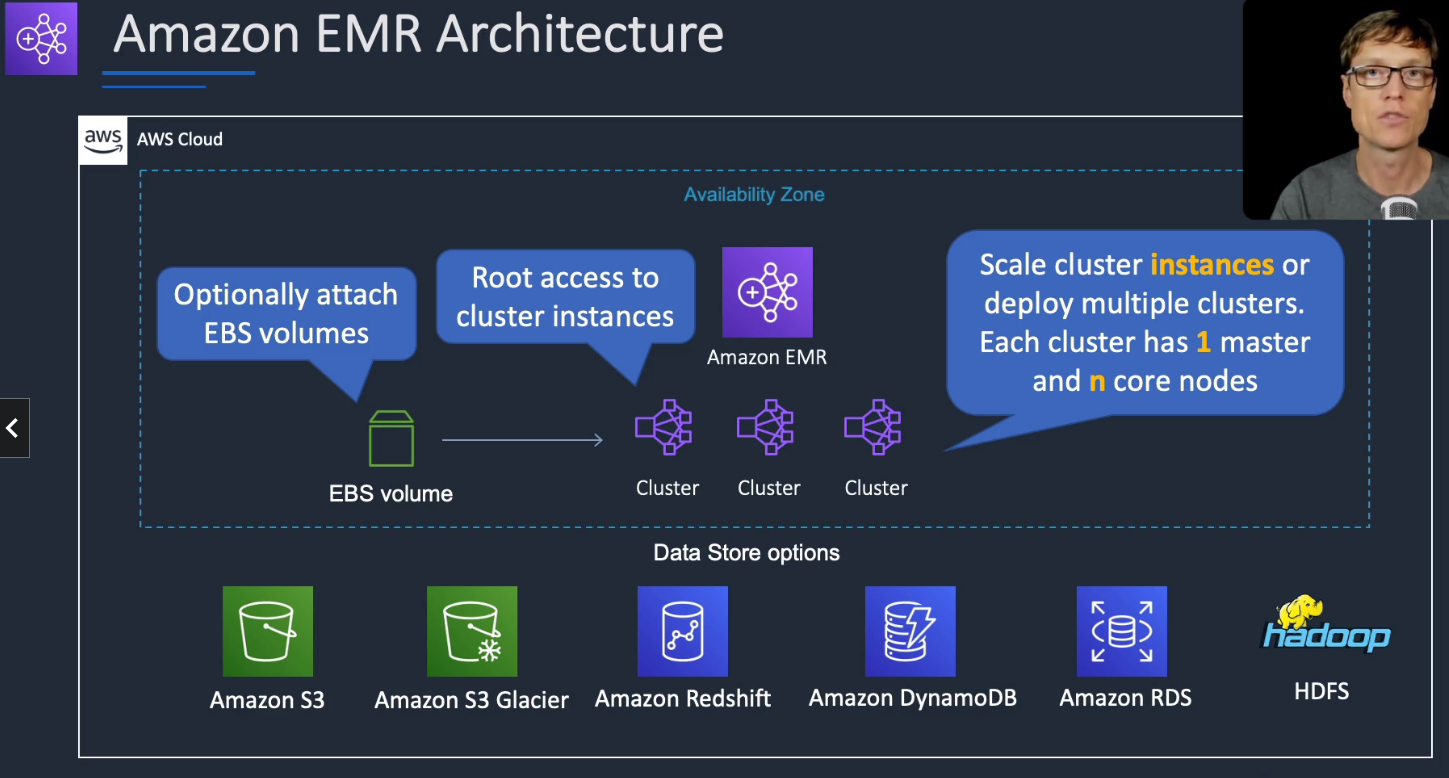 Amazon EMR Architecture
aws
AWS Cloud
Availability Zone
Optionally attach
EBS volumes
Root access to
cluster instances
Amazon EMR
Scale cluster instances or
deploy multiple clusters.
Each cluster has 1 master
and n core nodes
EBS volume
Cluster
Cluster
Cluster
Data Store options
Amazon S3
Amazon S3 Glacier
Amazon Redshift
Amazon DynamoDB
Amazon RDS
hadoop
HDFS